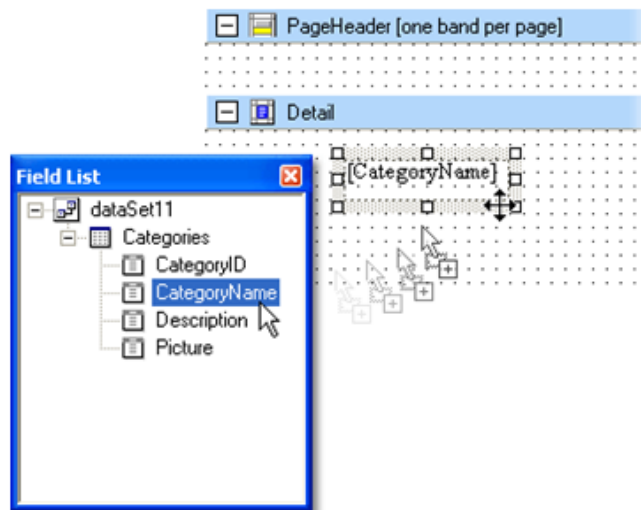 PageHeader [one band per page]
Detail
[CategoryName]
Field List
dataSet11
Categories
CategoryID
CategoryName
Description
Picture